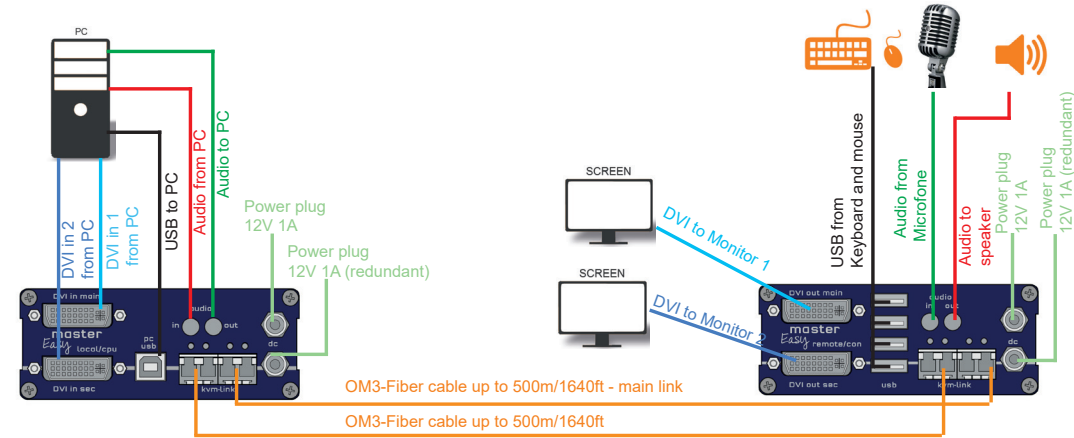 PC
DVI in 2
from PC
DVI in 1
from PC
USB to PC
Audio from PC
Audio to PC
Power plug
12V 1A
Power plug
12V 1A (redundant)
DVI in main
audio
in
out
master
Easy
local/cpu
pc
usb
dc
DVI in sec
kvm-link
SCREEN
DVI to Monitor 1
SCREEN
DVI to Monitor 2
USB from
Keyboard and mouse
Audio from
Microfone
Audio to
speaker
Power plug
12V 1A
Power plug
12V 1A (redundant)
DVI out main
audio
in
out
master
Easy
remote/con
dc
DVI out sec
usb
kvm-link
OM3-Fiber cable up to 500m/1640ft - main link
OM3-Fiber cable up to 500m/1640ft